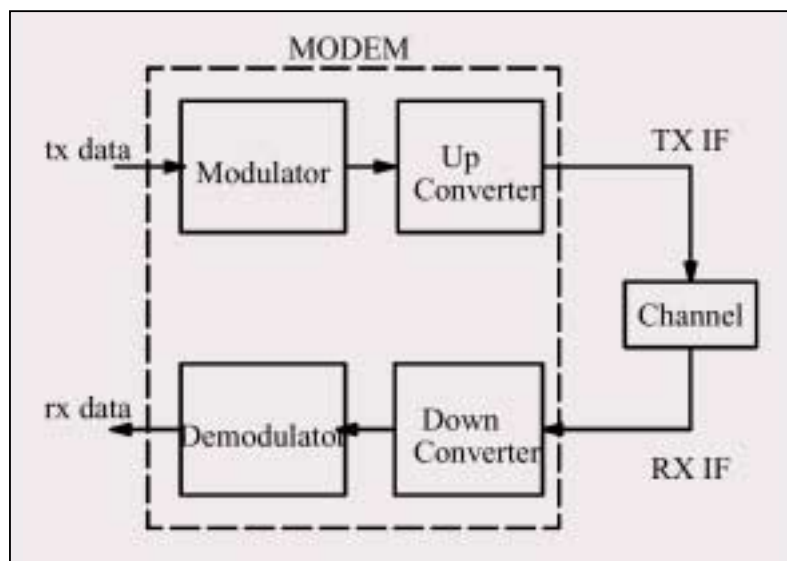 MODEM
tx data
Modulator
Up
Converter
TX IF
Channel
rx data
Demodulator
Down
Converter
RX IF